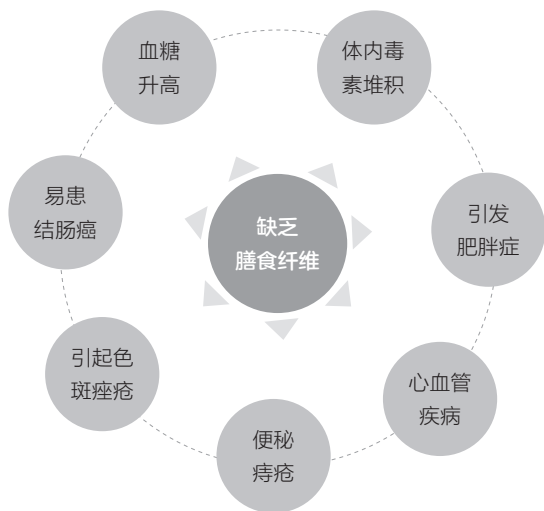 血糖
升高
体内毒
素堆积
易患
结肠癌
缺乏
膳食纤维
引发
肥胖症
引起色
斑痤疮
心血管
疾病
便秘
痔疮